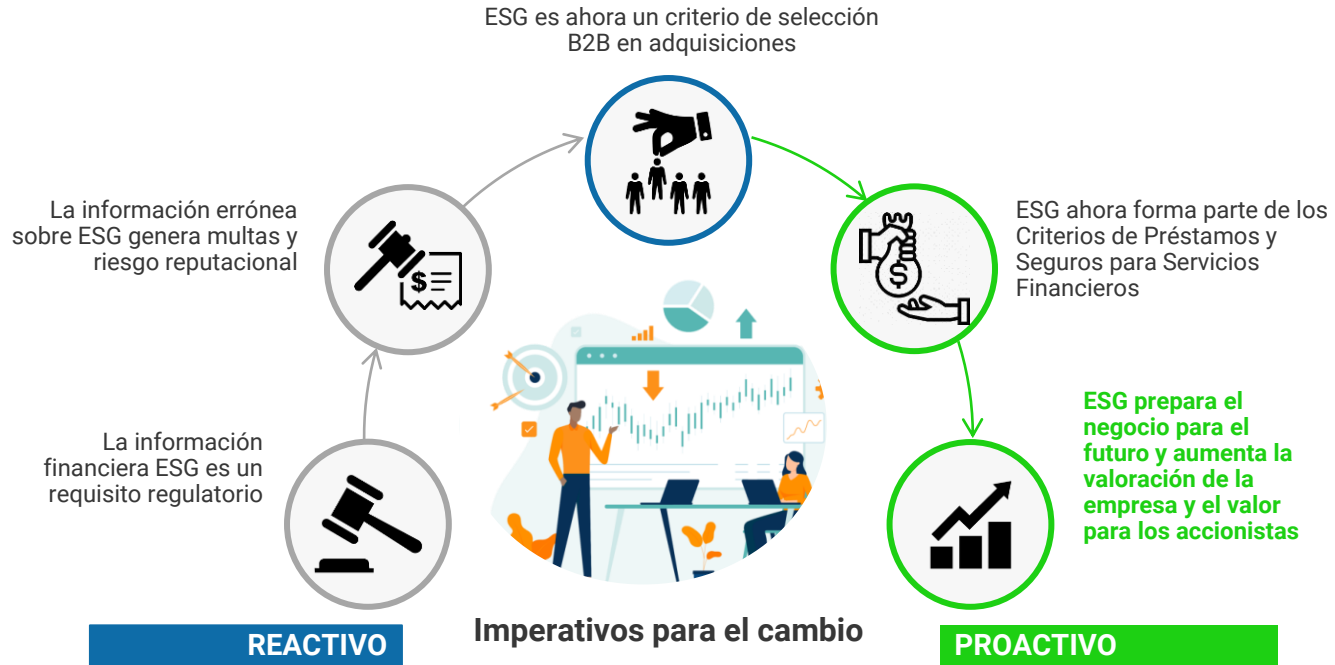 ESG es ahora un criterio de selección
B2B en adquisiciones
La información errónea
sobre ESG genera multas y
riesgo reputacional
$
$
ESG ahora forma parte de los
Criterios de Préstamos y
Seguros para Servicios
Financieros
La información
financiera ESG es un
requisito regulatorio
ESG prepara el
negocio para el
futuro y aumenta la
valoración de la
empresa y el valor
para los accionistas
Imperativos para el cambio
REACTIVO
PROACTIVO